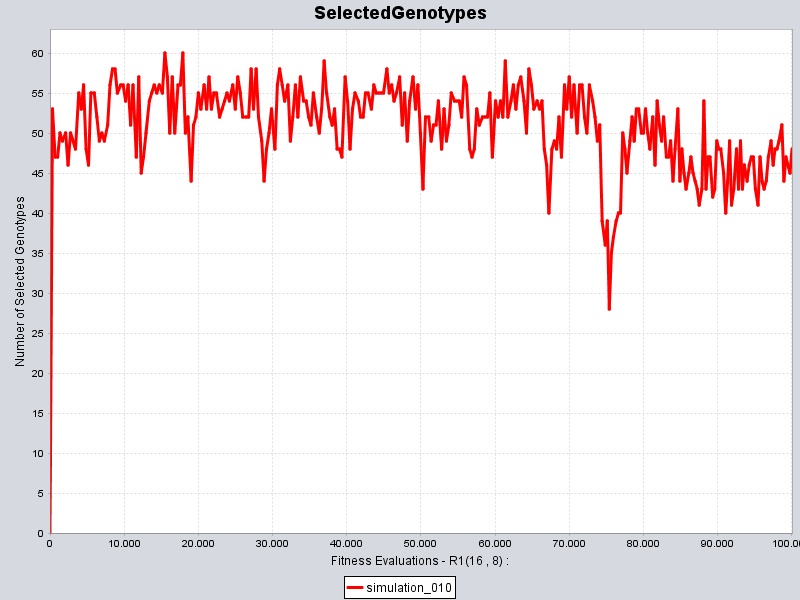 SelectedGenotypes
Number of Selected Genotypes
60
55
50
45
40
35
30
25
20
15
10
5
0
0 10.000 20.000 30.000 40.000 50.000 60.000 70.000 80.000 90.000 100.0
Fitness Evaluations - R1(16 , 8) :
simulation_010